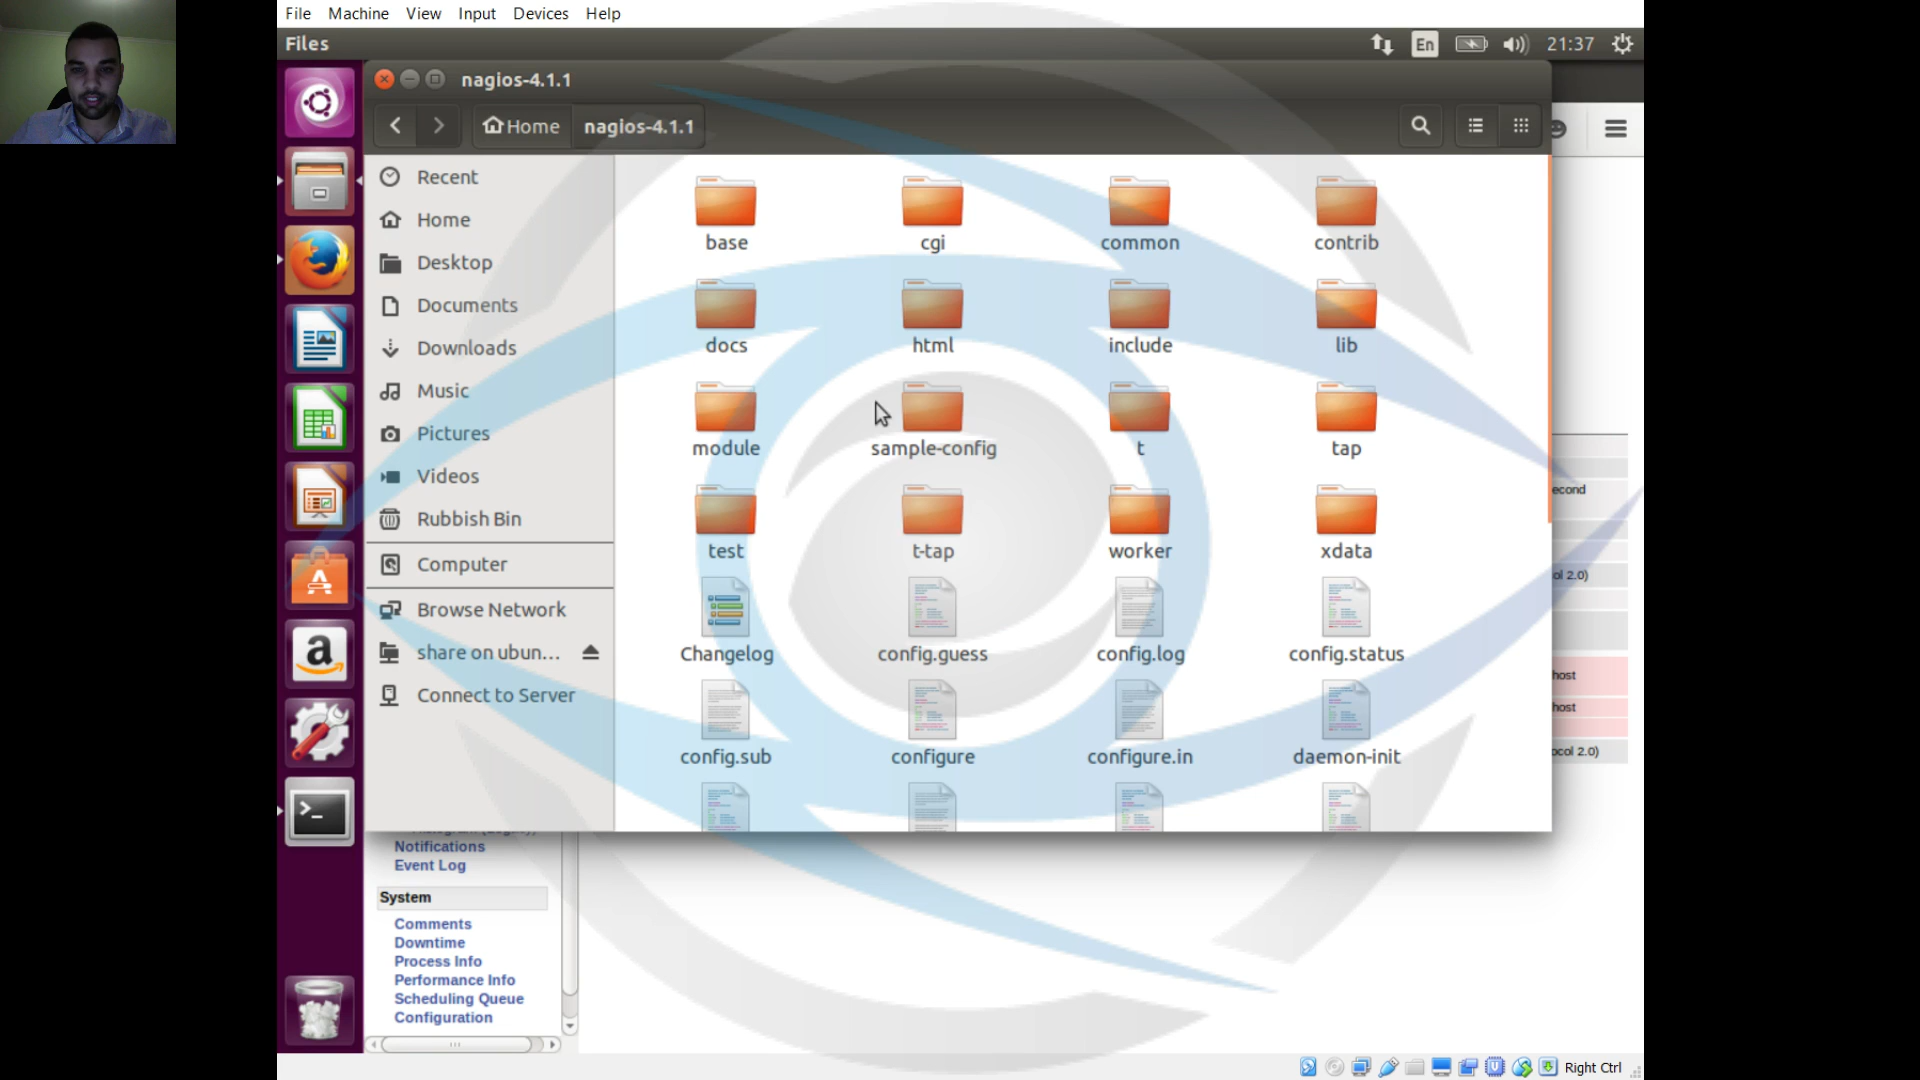 File Machine View Input Devices Help
Files
En
21:37
nagios-4.1.1
Home nagios-4.1.1
Recent
Home
Desktop
Documents
Downloads
Music
Pictures
Videos
Rubbish Bin
Computer
Browse Network
share on ubun...
Connect to Server
base cgi common contrib
docs html include lib
module sample-config t tap
test t-tap worker xdata
Changelog config.guess config.log config.status
config.sub configure configure.in daemon-init
econd
ol 2.0)
host
host
ocol 2.0)
Notifications
Event Log
System
Comments
Downtime
Process Info
Performance Info
Scheduling Queue
Configuration
Right Ctrl